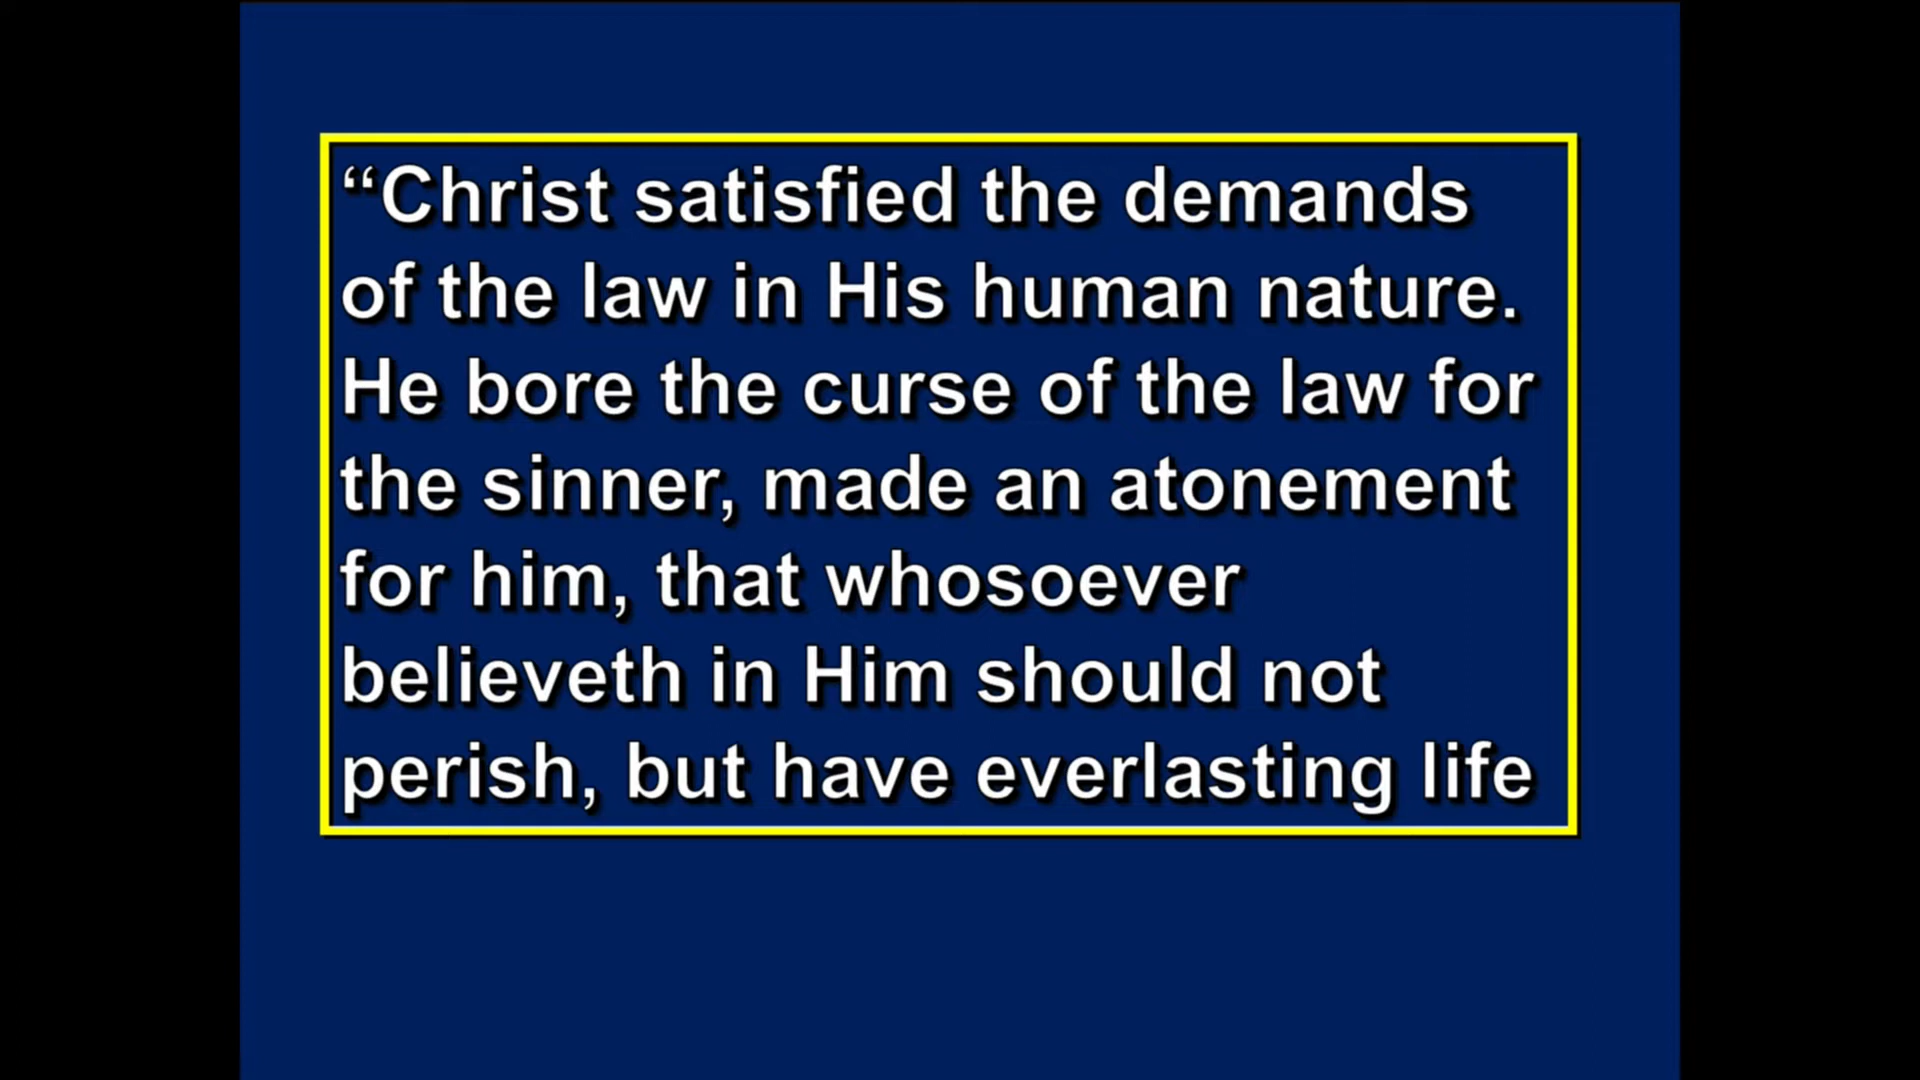 “Christ satisfied the demands
of the law in His human nature.
He bore the curse of the law for
the sinner, made an atonement
for him, that whosoever
believeth in Him should not
perish, but have everlasting life